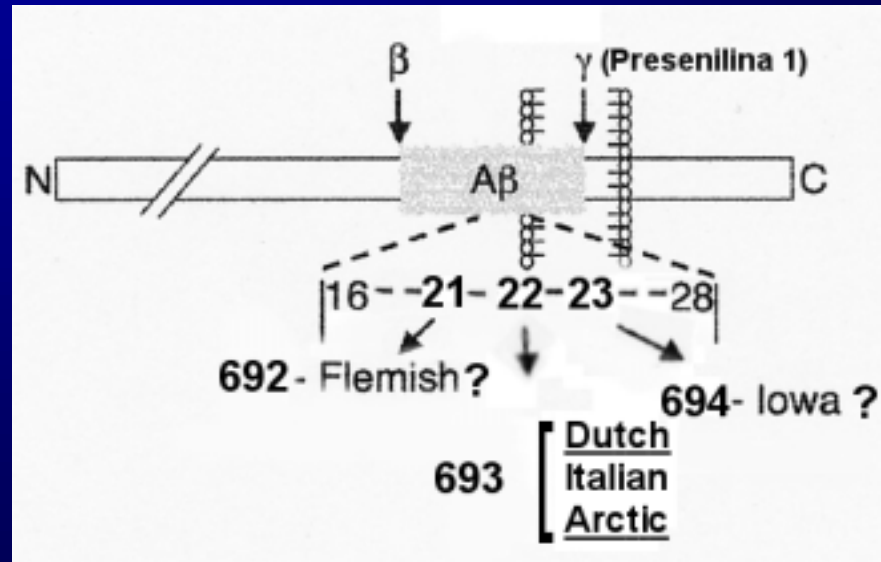 β
γ (Presenilina 1)
N
Aβ
C
16 - - 21 - 22 - 23 - - - 28
692 - Flemish ?
694 - Iowa ?
693
Dutch
Italian
Arctic